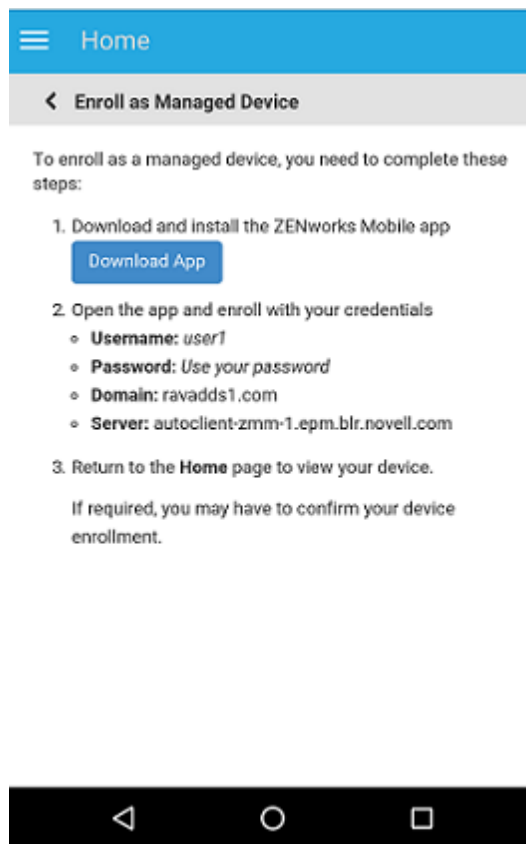 Home
Enroll as Managed Device
To enroll as a managed device, you need to complete these
steps:
1. Download and install the ZENworks Mobile app
Download App
2. Open the app and enroll with your credentials
Username: user1
Password: Use your password
Domain: ravadds1.com
Server: autoclient-zmm-1.epm.blr.novell.com
3. Return to the Home page to view your device.
If required, you may have to confirm your device
enrollment.